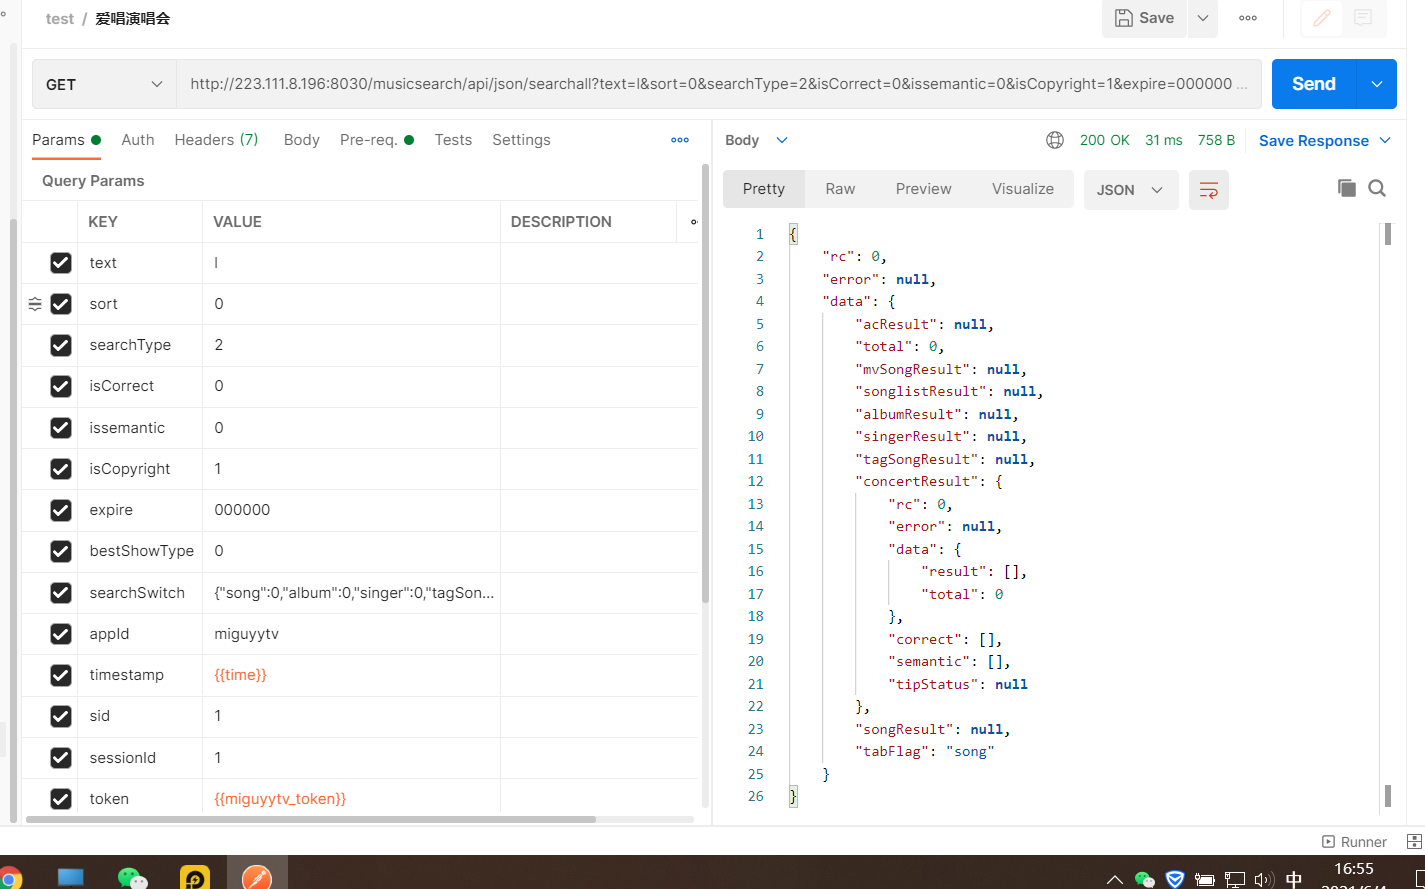 test / 爱唱演唱会
Save
GET
http://223.111.8.196:8030/musicsearch/api/json/searchall?text=l&sort=0&searchType=2&isCorrect=0&issemantic=0&isCopyright=1&expire=000000 ...
Send
Params
Auth
Headers (7)
Body
Pre-req.
Tests
Settings
Query Params
KEY VALUE DESCRIPTION
text l
sort 0
searchType 2
isCorrect 0
issemantic 0
isCopyright 1
expire 000000
bestShowType 0
searchSwitch {"song":0,"album":0,"singer":0,"tagSon...
appId miguyytv
timestamp {{time}}
sid 1
sessionId 1
token {{miguyytv_token}}
Body
200 OK 31 ms 758 B
Save Response
Pretty Raw Preview Visualize
JSON
1 {
2 "rc": 0,
3 "error": null,
4 "data": {
5 "acResult": null,
6 "total": 0,
7 "mvSongResult": null,
8 "songlistResult": null,
9 "albumResult": null,
10 "singerResult": null,
11 "tagSongResult": null,
12 "concertResult": {
13 "rc": 0,
14 "error": null,
15 "data": {
16 "result": [],
17 "total": 0
18 },
19 "correct": [],
20 "semantic": [],
21 "tipStatus": null
22 },
23 "songResult": null,
24 "tabFlag": "song"
25 }
26 }
Runner
中
16:55